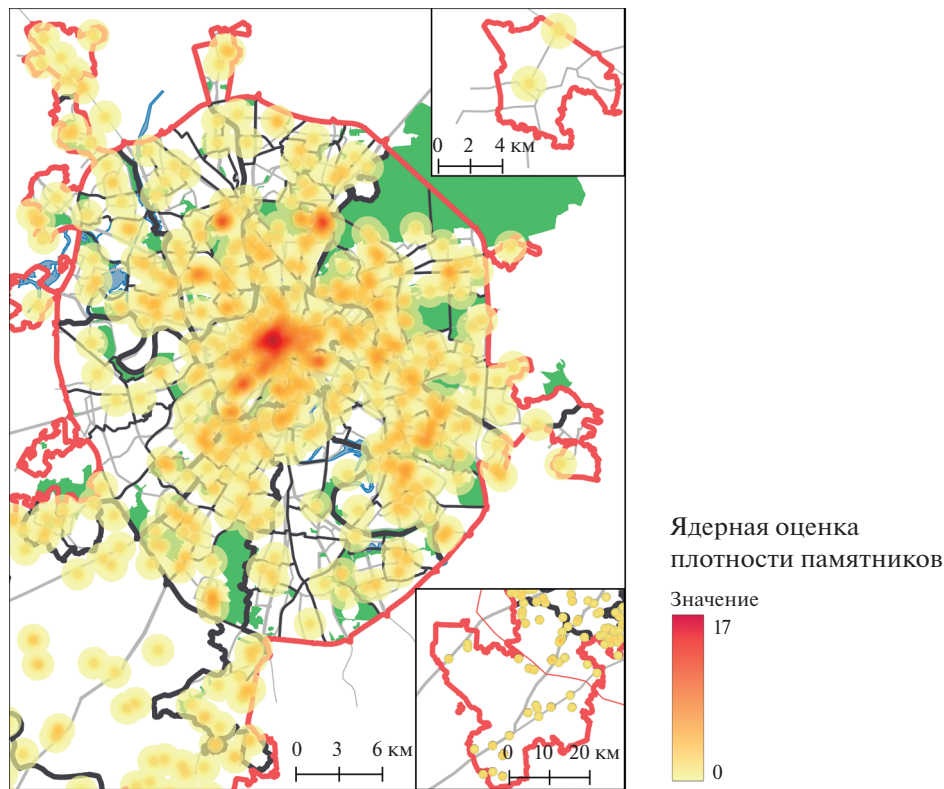 0 2 4 км
Ядерная оценка
плотности памятников
Значение
17
0
0 3 6 км
0 10 20 км